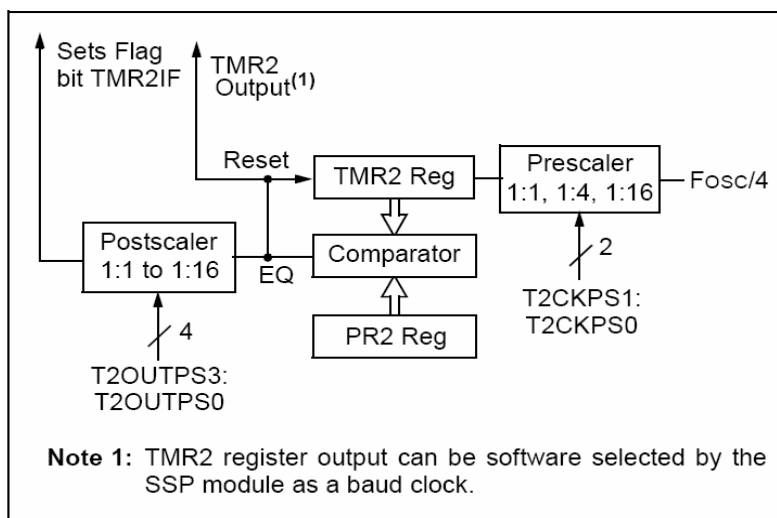 Sets Flag
bit TMR2IF
TMR2
Output(1)
Reset
TMR2 Reg
Prescaler
1:1, 1:4, 1:16
Fosc/4
Postscaler
1:1 to 1:16
EQ
Comparator
2
T2CKPS1:
T2CKPS0
4
PR2 Reg
T2OUTPS3:
T2OUTPS0
Note 1: TMR2 register output can be software selected by the
SSP module as a baud clock.